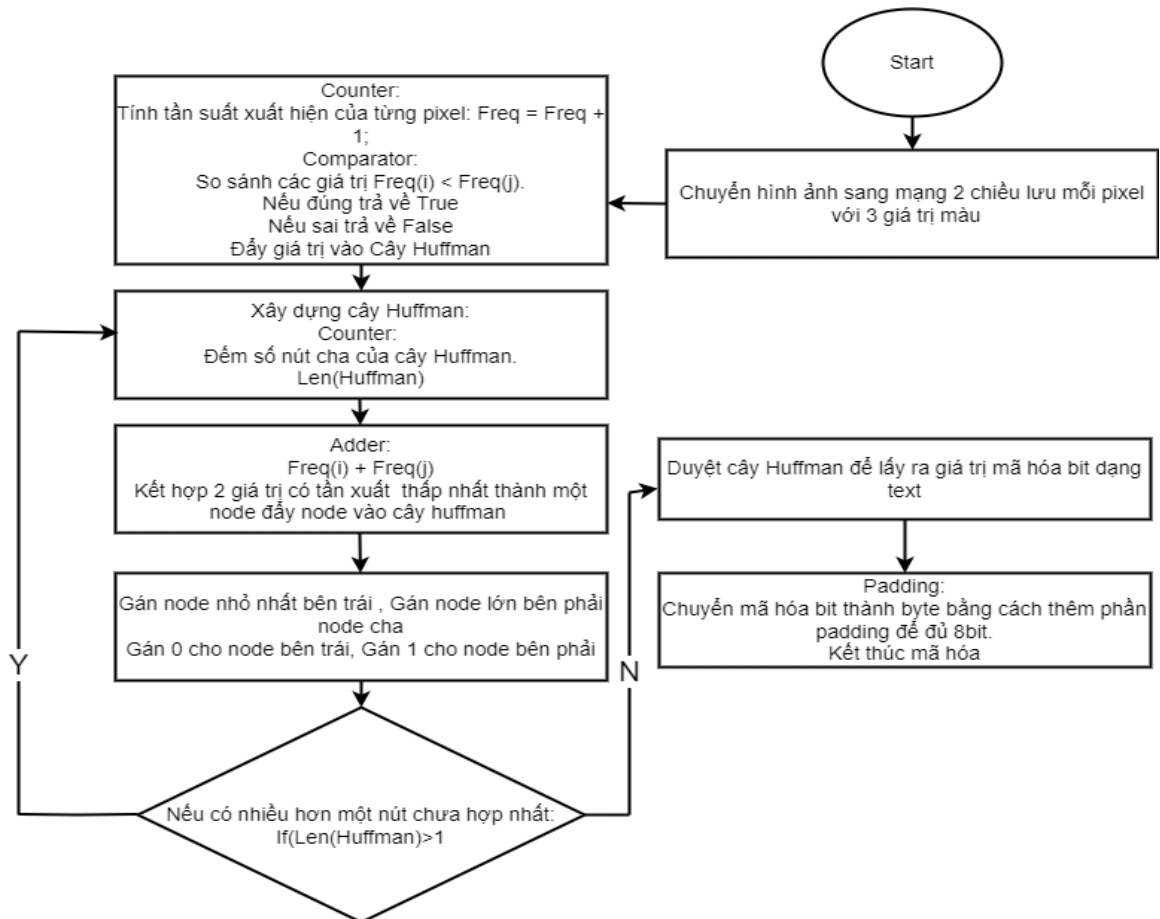 Start
Chuyển hình ảnh sang mạng 2 chiều lưu mỗi pixel
với 3 giá trị màu
Counter:
Tính tần suất xuất hiện của từng pixel: Freq = Freq +
1;
Comparator:
So sánh các giá trị Freq(i) < Freq(j).
Nếu đúng trả về True
Nếu sai trả về False
Đẩy giá trị vào Cây Huffman
Xây dựng cây Huffman:
Counter:
Đếm số nút cha của cây Huffman.
Len(Huffman)
Adder:
Freq(i) + Freq(j)
Kết hợp 2 giá trị có tần xuất thấp nhất thành một
node đẩy node vào cây huffman
Gán node nhỏ nhất bên trái , Gán node lớn bên phải
node cha
Gán 0 cho node bên trái, Gán 1 cho node bên phải
Nếu có nhiều hơn một nút chưa hợp nhất:
If(Len(Huffman)>1
Y
N
Duyệt cây Huffman để lấy ra giá trị mã hóa bit dạng
text
Padding:
Chuyển mã hóa bit thành byte bằng cách thêm phần
padding để đủ 8bit.
Kết thúc mã hóa